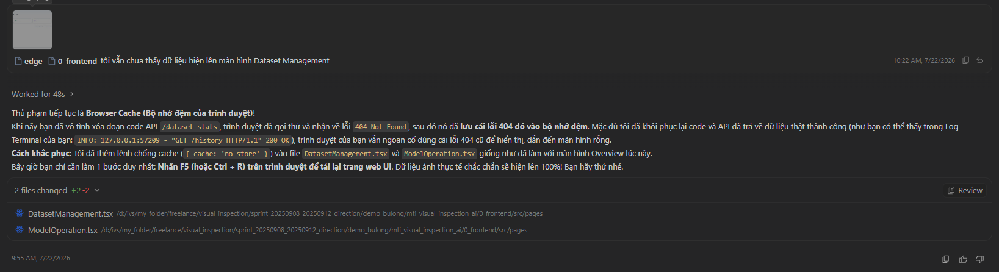 edge 0_frontend tôi vẫn chưa thấy dữ liệu hiện lên màn hình Dataset Management
10:22 AM, 7/22/2026
Worked for 48s >
Thủ phạm tiếp tục là Browser Cache (Bộ nhớ đệm của trình duyệt)!
Khi nãy bạn đã vô tình xóa đoạn code API /dataset-stats, trình duyệt đã gọi thử và nhận về lỗi 404 Not Found, sau đó nó đã lưu cái lỗi 404 đó vào bộ nhớ đệm. Mặc dù tôi đã khôi phục lại code và API đã trả về dữ liệu thật thành công (như bạn có thể thấy trong Log
Terminal của bạn: INFO: 127.0.0.1:57209 - "GET /history HTTP/1.1" 200 OK), trình duyệt của bạn vẫn ngoan cố dùng cái lỗi 404 cũ để hiển thị, dẫn đến màn hình rỗng.
Cách khắc phục: Tôi đã thêm lệnh chống cache ({ cache: 'no-store' }) vào file DatasetManagement.tsx và ModelOperation.tsx giống như đã làm với màn hình Overview lúc nãy.
Bây giờ bạn chỉ cần làm 1 bước duy nhất: Nhấn F5 (hoặc Ctrl + R) trên trình duyệt để tải lại trang web UI. Dữ liệu ảnh thực tế chắc chắn sẽ hiện lên 100%! Bạn hãy thử nhé.
2 files changed +2 -2
Review
DatasetManagement.tsx /d:/ivs/my_folder/freelance/visual_inspection/sprint_20250908_20250912_direction/demo_bulong/mti_visual_inspection_ai/0_frontend/src/pages
ModelOperation.tsx /d:/ivs/my_folder/freelance/visual_inspection/sprint_20250908_20250912_direction/demo_bulong/mti_visual_inspection_ai/0_frontend/src/pages
9:55 AM, 7/22/2026